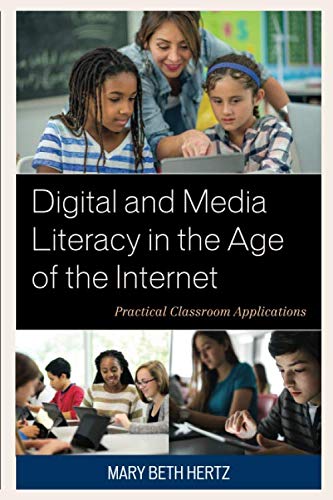 Digital and Media
Literacy in the Age
of the Internet
Practical Classroom Applications
MARY BETH HERTZ